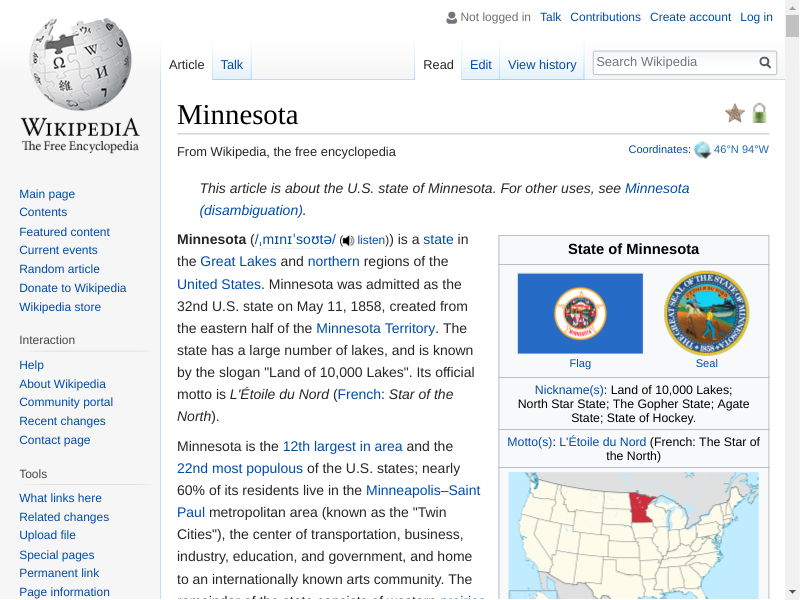 Not logged in Talk Contributions Create account Log in
Article Talk Read Edit View history Search Wikipedia
WIKIPEDIA
The Free Encyclopedia
Main page
Contents
Featured content
Current events
Random article
Donate to Wikipedia
Wikipedia store
Interaction
Help
About Wikipedia
Community portal
Recent changes
Contact page
Tools
What links here
Related changes
Upload file
Special pages
Permanent link
Page information
Minnesota
From Wikipedia, the free encyclopedia
Coordinates: 46°N 94°W
This article is about the U.S. state of Minnesota. For other uses, see Minnesota
(disambiguation).
Minnesota (/ˌmɪnɪˈsoʊtə/ ( listen)) is a state in
the Great Lakes and northern regions of the
United States. Minnesota was admitted as the
32nd U.S. state on May 11, 1858, created from
the eastern half of the Minnesota Territory. The
state has a large number of lakes, and is known
by the slogan "Land of 10,000 Lakes". Its official
motto is L'Étoile du Nord (French: Star of the
North).
Minnesota is the 12th largest in area and the
22nd most populous of the U.S. states; nearly
60% of its residents live in the Minneapolis–Saint
Paul metropolitan area (known as the "Twin
Cities"), the center of transportation, business,
industry, education, and government, and home
to an internationally known arts community. The
remainder of the state consists of western prairies
State of Minnesota
Flag Seal
Nickname(s): Land of 10,000 Lakes;
North Star State; The Gopher State; Agate
State; State of Hockey.
Motto(s): L'Étoile du Nord (French: The Star of
the North)